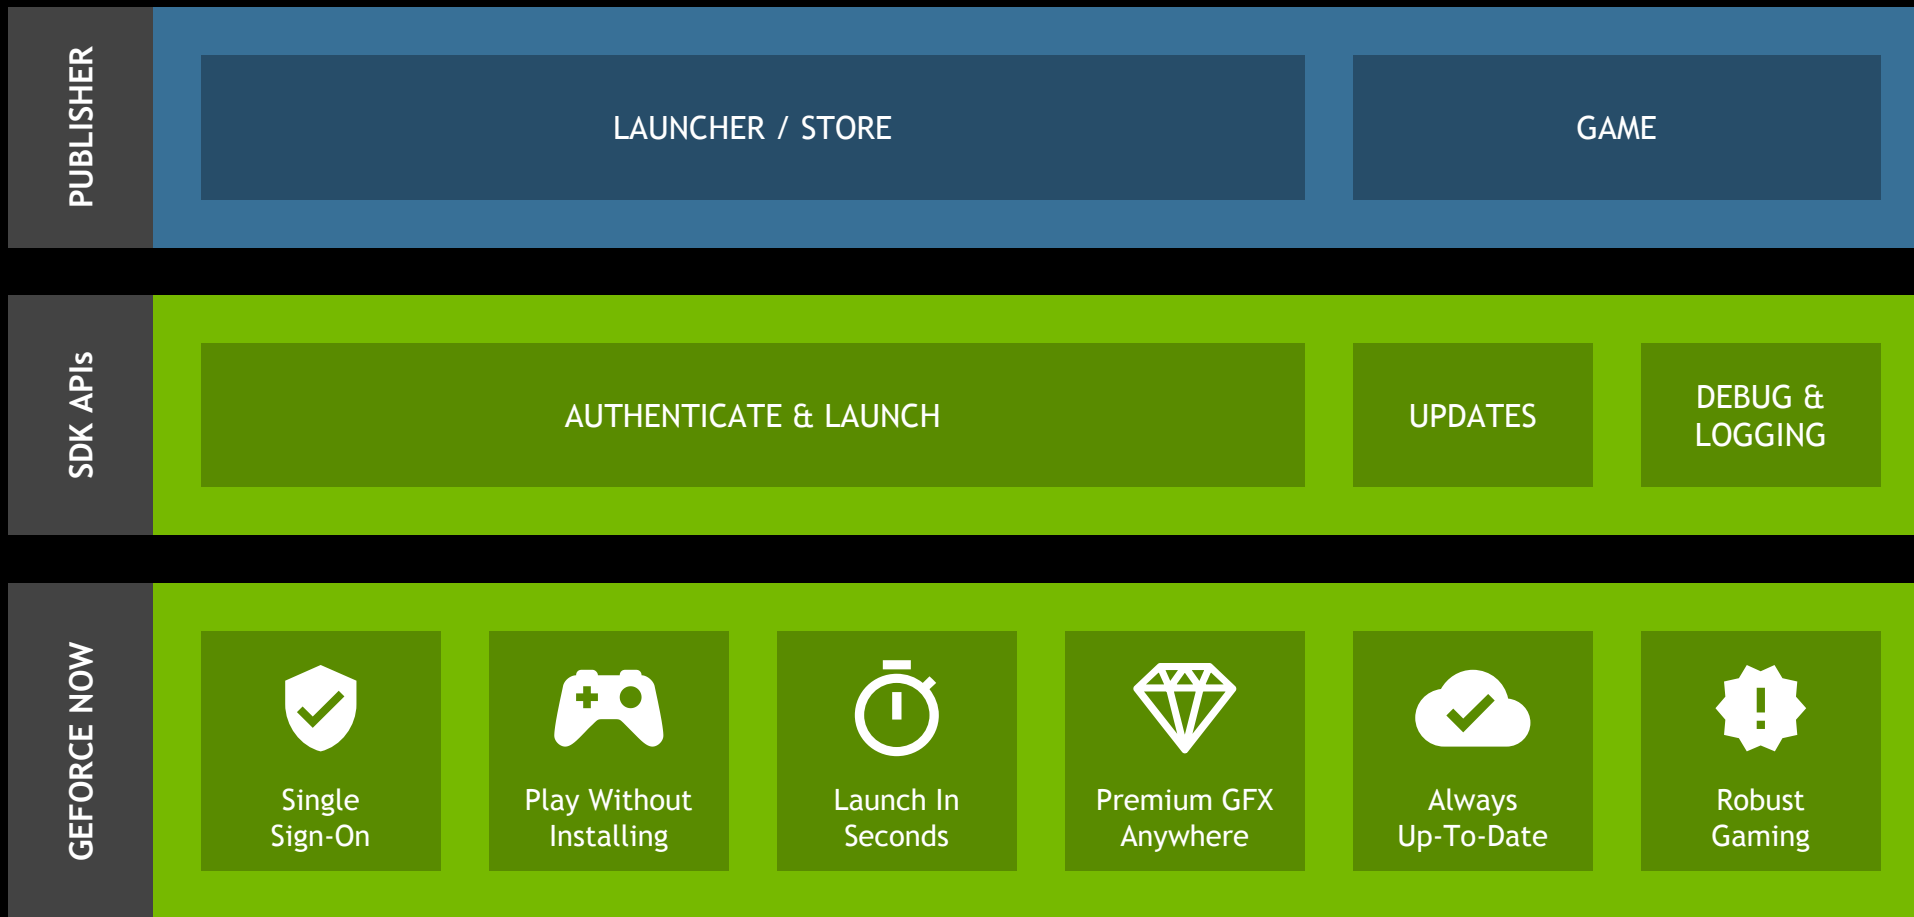 PUBLISHER
LAUNCHER / STORE
GAME
SDK APIs
AUTHENTICATE & LAUNCH
UPDATES
DEBUG &
LOGGING
GEFORCE NOW
Single
Sign-On
Play Without
Installing
Launch In
Seconds
Premium GFX
Anywhere
Always
Up-To-Date
Robust
Gaming